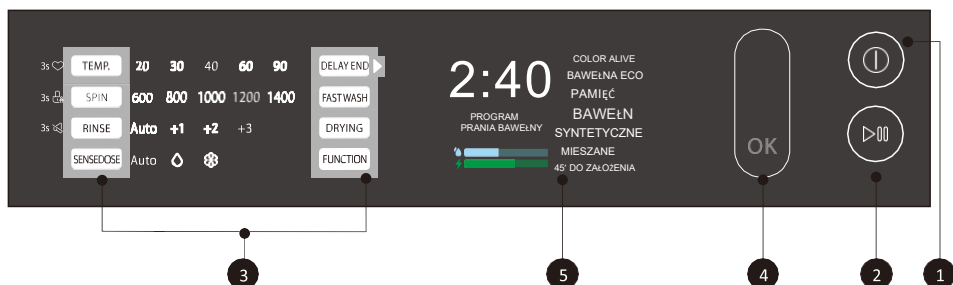 3s TEMP. 20 30 40 60 90 DELAY END
3s SPIN 600 800 1000 1200 1400 FAST WASH
3s RINSE Auto +1 +2 +3 DRYING
SENSEDOSE Auto FUNCTION
2:40
PROGRAM
PRANIA BAWEŁNY
COLOR ALIVE
BAWEŁNA ECO
PAMIĘĆ
BAWEŁN
SYNTETYCZNE
MIESZANE
45' DO ZAŁOŻENIA
OK
3 5 4 2 1